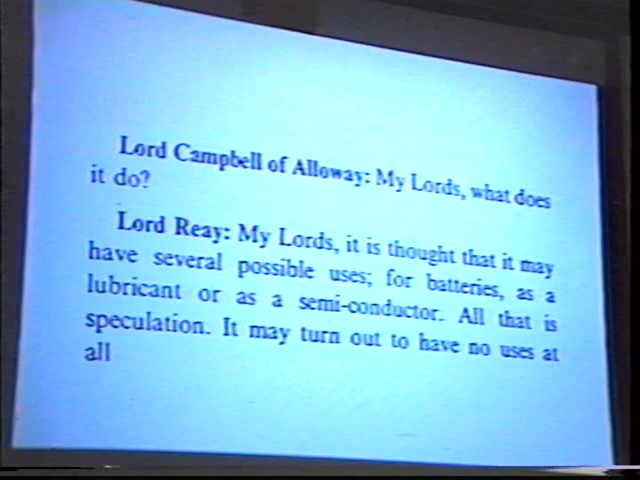 Lord Campbell of Alloway: My Lords, what does
it do?
Lord Reay: My Lords, it is thought that it may
have several possible uses; for batteries, as a
lubricant or as a semi-conductor. All that is
speculation. It may turn out to have no uses at
all